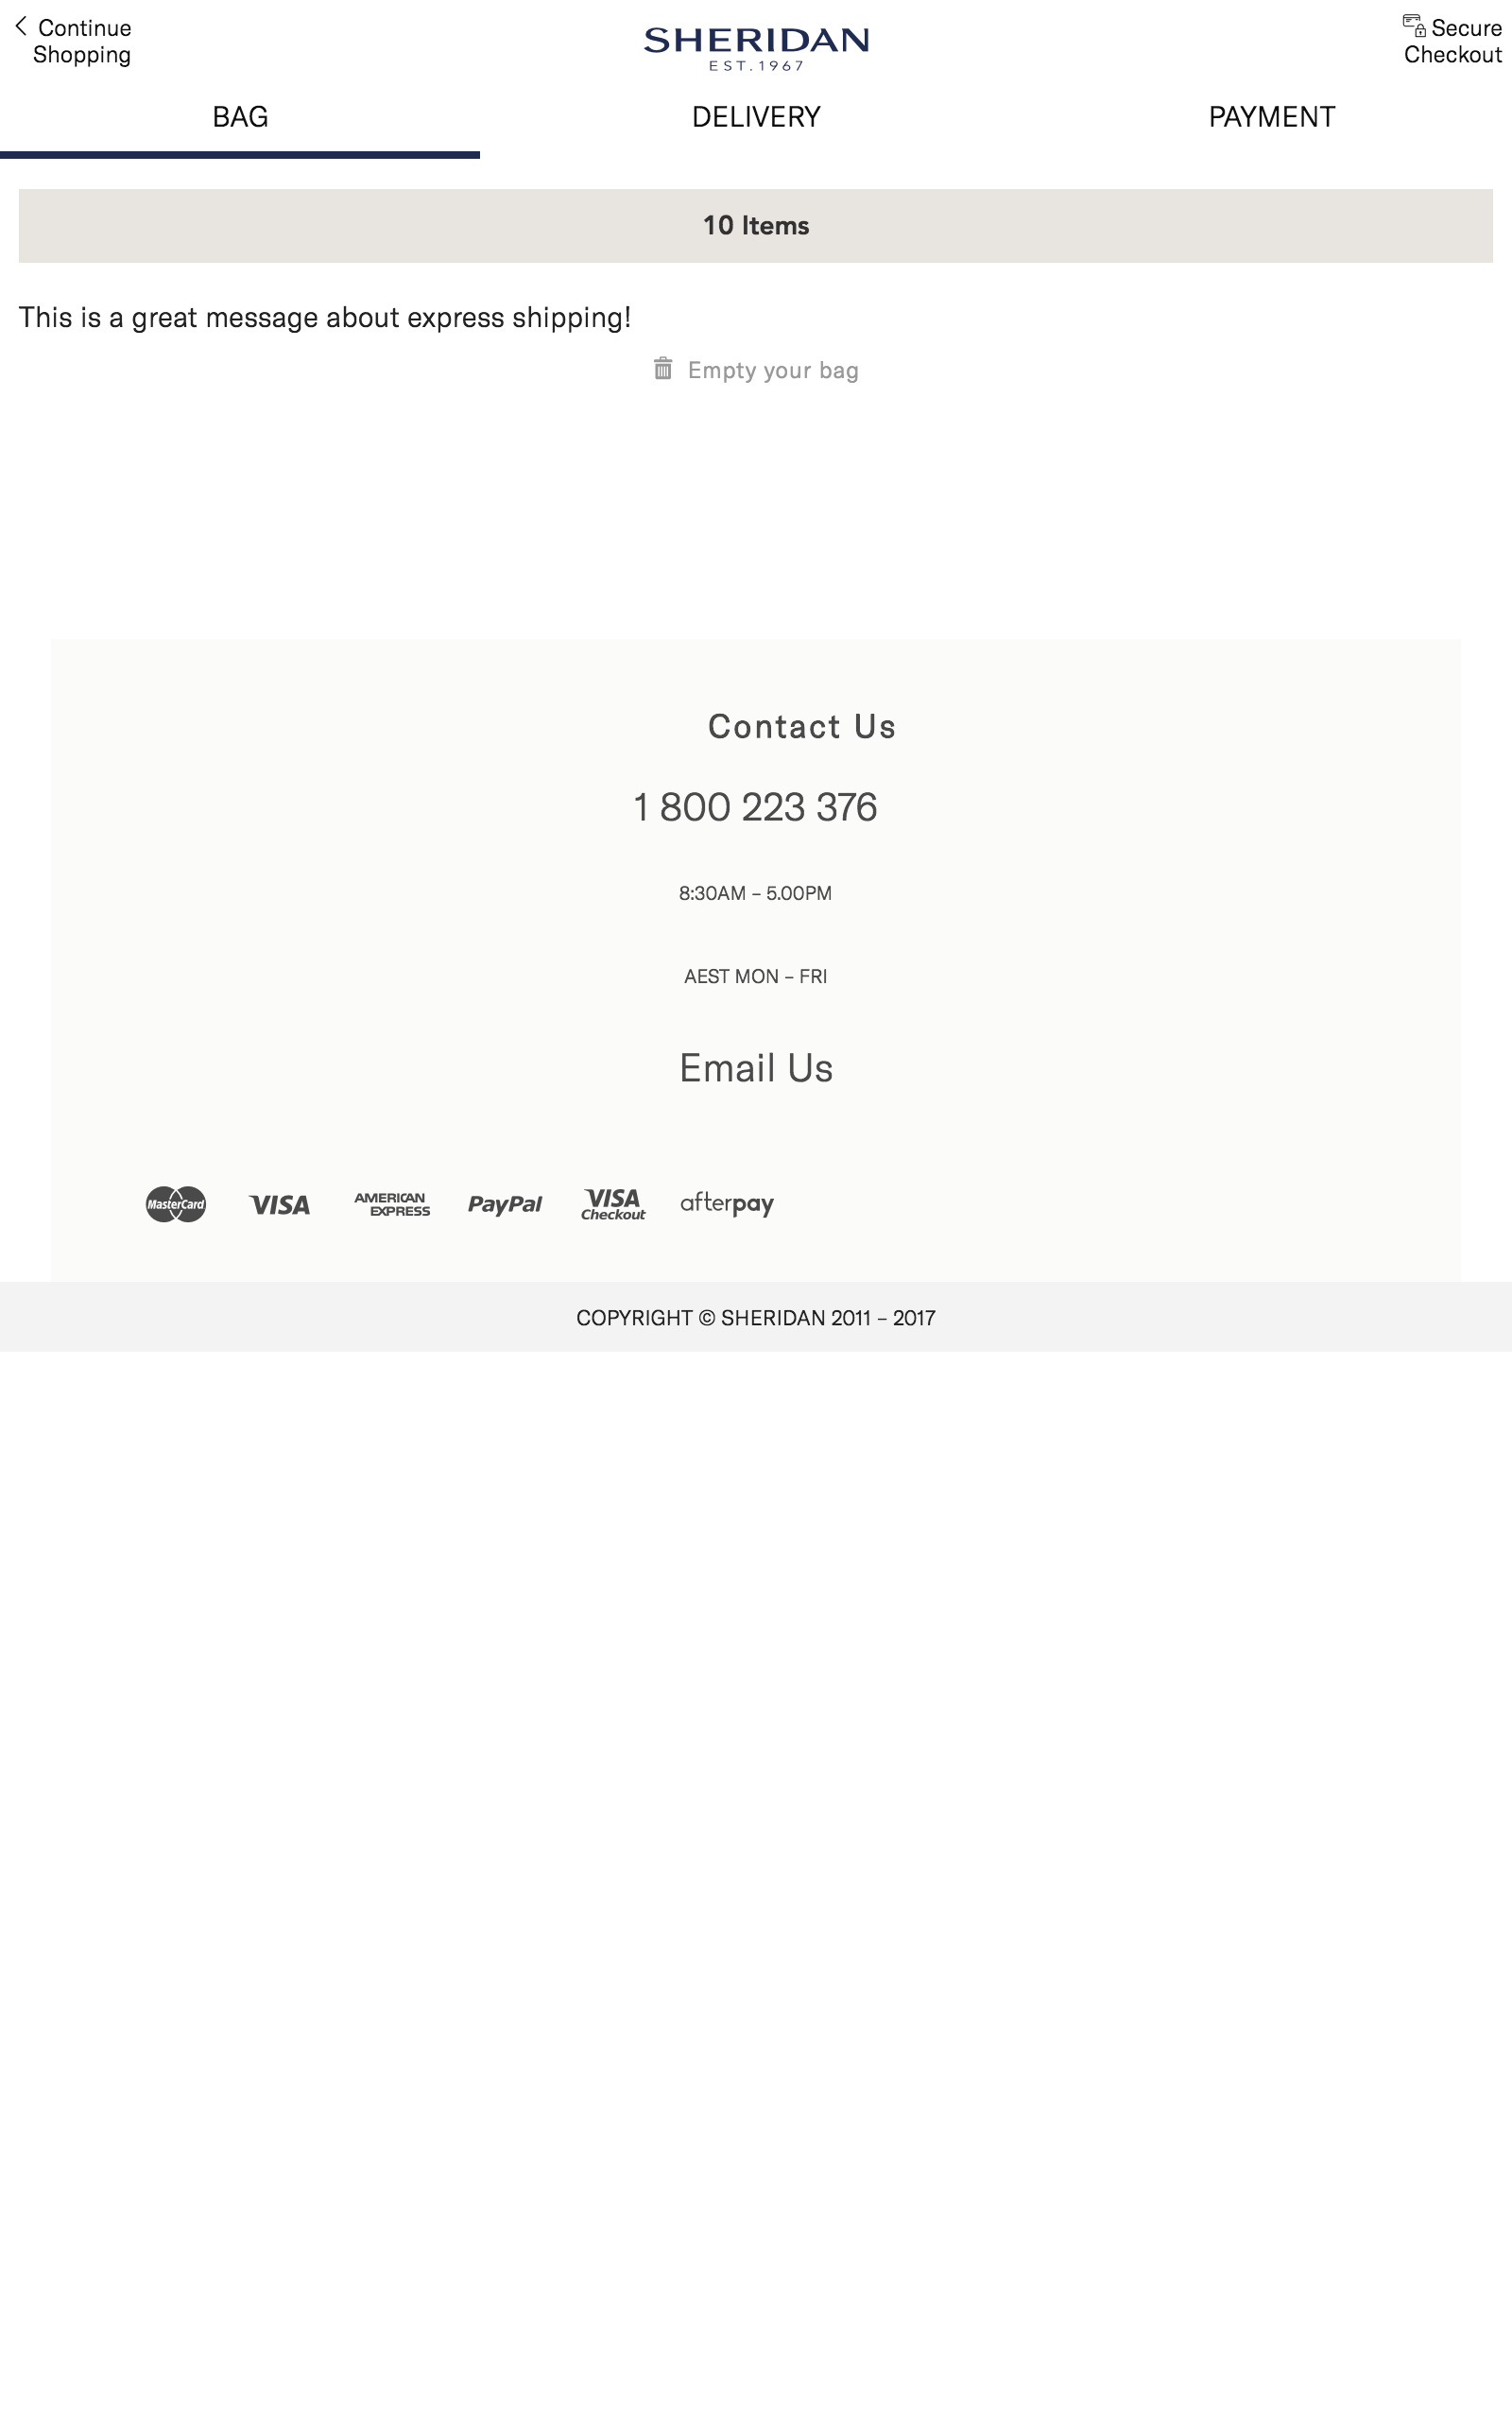 Continue
Shopping
SHERIDAN
EST.1967
Secure
Checkout
BAG
DELIVERY
PAYMENT
10 Items
This is a great message about express shipping!
Empty your bag
Contact Us
1 800 223 376
8:30AM – 5.00PM
AEST MON – FRI
Email Us
MasterCard
VISA
AMERICAN
EXPRESS
PayPal
VISA
Checkout
afterpay
COPYRIGHT © SHERIDAN 2011 – 2017